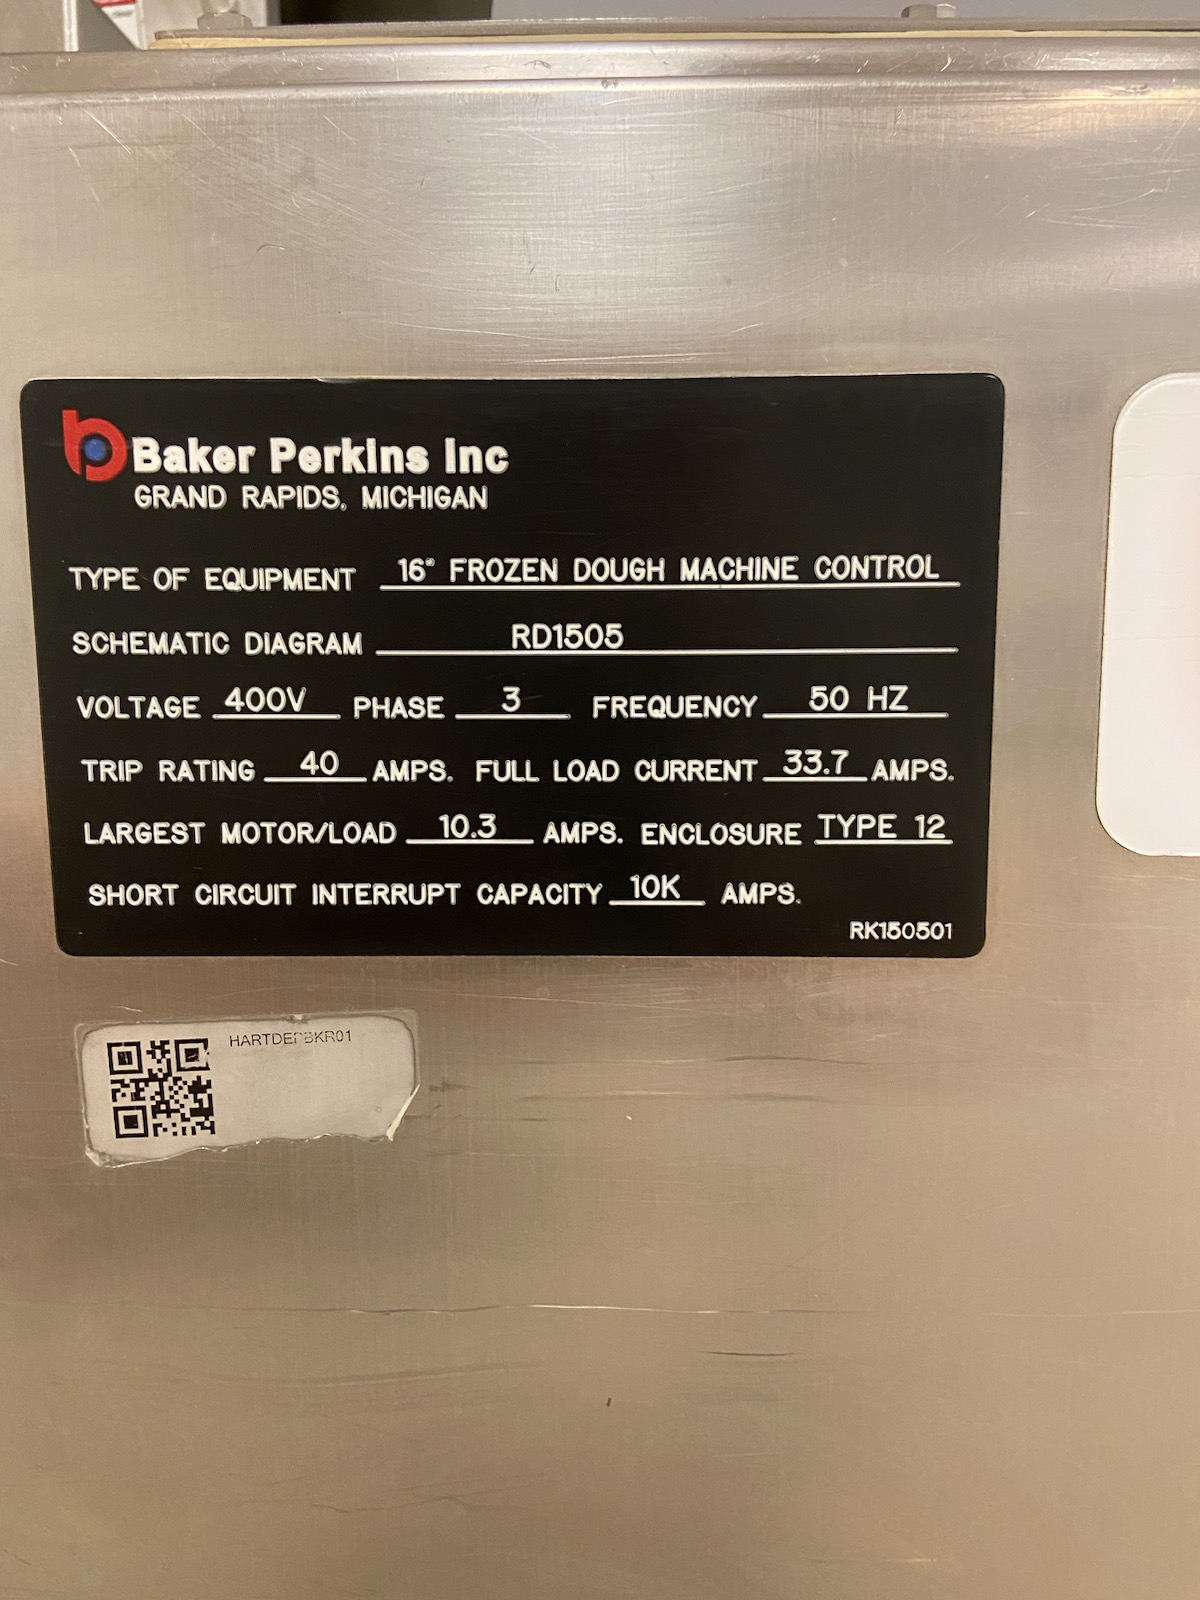 Baker Perkins Inc
GRAND RAPIDS, MICHIGAN
TYPE OF EQUIPMENT 16" FROZEN DOUGH MACHINE CONTROL
SCHEMATIC DIAGRAM RD1505
VOLTAGE 400V PHASE 3 FREQUENCY 50 HZ
TRIP RATING 40 AMPS. FULL LOAD CURRENT 33.7 AMPS.
LARGEST MOTOR/LOAD 10.3 AMPS. ENCLOSURE TYPE 12
SHORT CIRCUIT INTERRUPT CAPACITY 10K AMPS.
RK150501